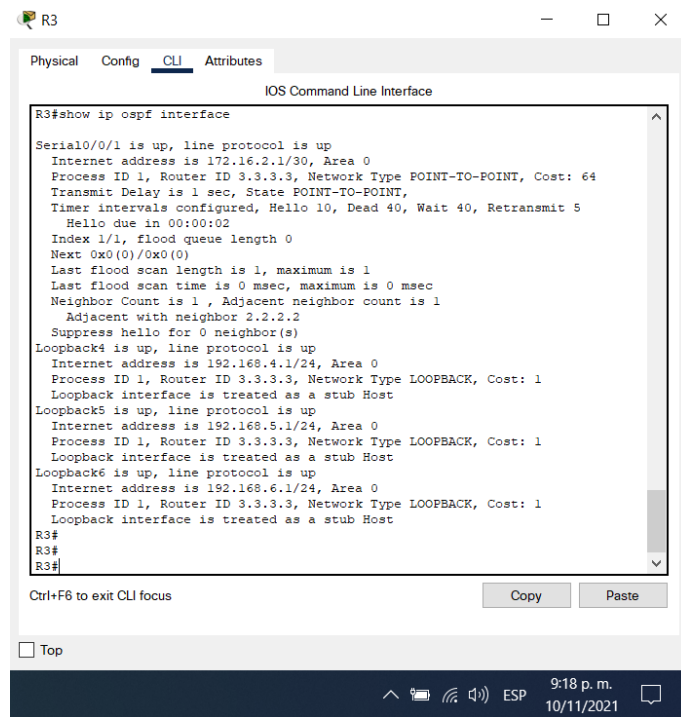 R3
Physical Config CLI Attributes
IOS Command Line Interface
R3#show ip ospf interface
Serial0/0/1 is up, line protocol is up
Internet address is 172.16.2.1/30, Area 0
Process ID 1, Router ID 3.3.3.3, Network Type POINT-TO-POINT, Cost: 64
Transmit Delay is 1 sec, State POINT-TO-POINT,
Timer intervals configured, Hello 10, Dead 40, Wait 40, Retransmit 5
Hello due in 00:00:02
Index 1/1, flood queue length 0
Next 0x0(0)/0x0(0)
Last flood scan length is 1, maximum is 1
Last flood scan time is 0 msec, maximum is 0 msec
Neighbor Count is 1 , Adjacent neighbor count is 1
Adjacent with neighbor 2.2.2.2
Suppress hello for 0 neighbor(s)
Loopback4 is up, line protocol is up
Internet address is 192.168.4.1/24, Area 0
Process ID 1, Router ID 3.3.3.3, Network Type LOOPBACK, Cost: 1
Loopback interface is treated as a stub Host
Loopback5 is up, line protocol is up
Internet address is 192.168.5.1/24, Area 0
Process ID 1, Router ID 3.3.3.3, Network Type LOOPBACK, Cost: 1
Loopback interface is treated as a stub Host
Loopback6 is up, line protocol is up
Internet address is 192.168.6.1/24, Area 0
Process ID 1, Router ID 3.3.3.3, Network Type LOOPBACK, Cost: 1
Loopback interface is treated as a stub Host
R3#
R3#
R3#
Ctrl+F6 to exit CLI focus Copy Paste
Top
ESP 9:18 p. m.
10/11/2021